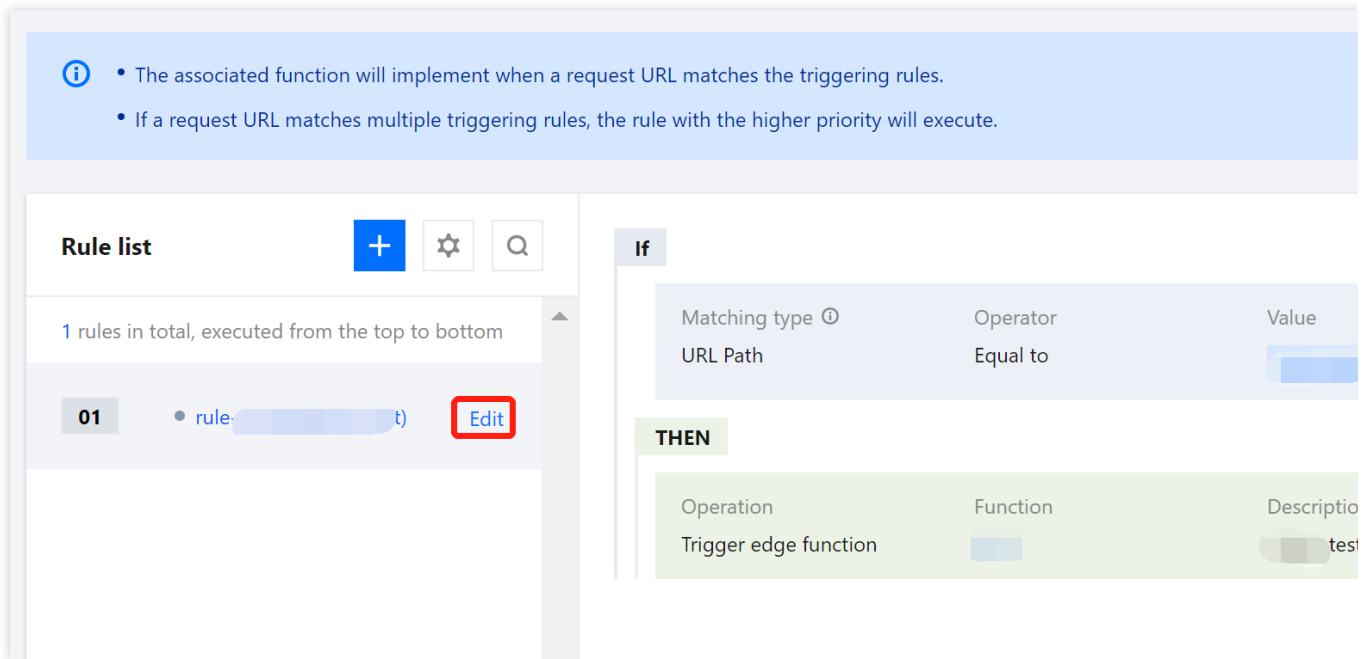 The associated function will implement when a request URL matches the triggering rules.
If a request URL matches multiple triggering rules, the rule with the higher priority will execute.
Rule list
If
Matching type Operator Value
URL Path Equal to
1 rules in total, executed from the top to bottom
01 rule- t) Edit
THEN
Operation Function Descriptio
Trigger edge function test